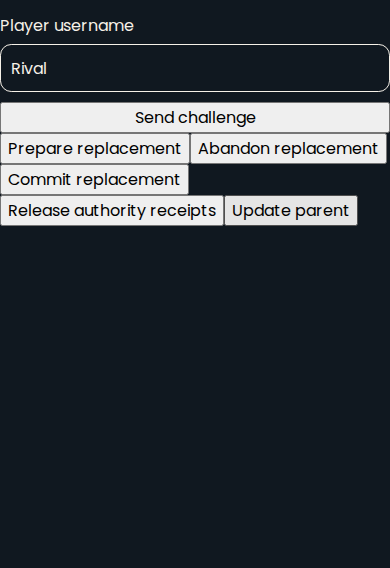 Player username
Rival
Send challenge
Prepare replacement Abandon replacement
Commit replacement
Release authority receipts Update parent